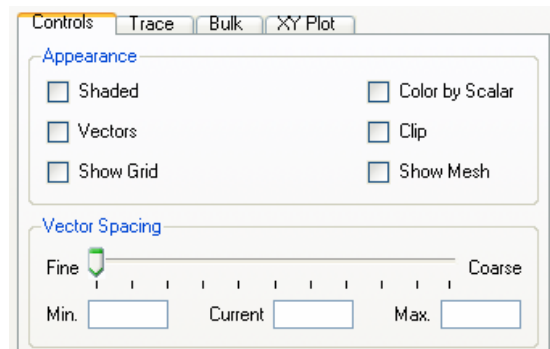 Controls Trace Bulk XY Plot
Appearance
Shaded Color by Scalar
Vectors Clip
Show Grid Show Mesh
Vector Spacing
Fine Coarse
Min. Current Max.